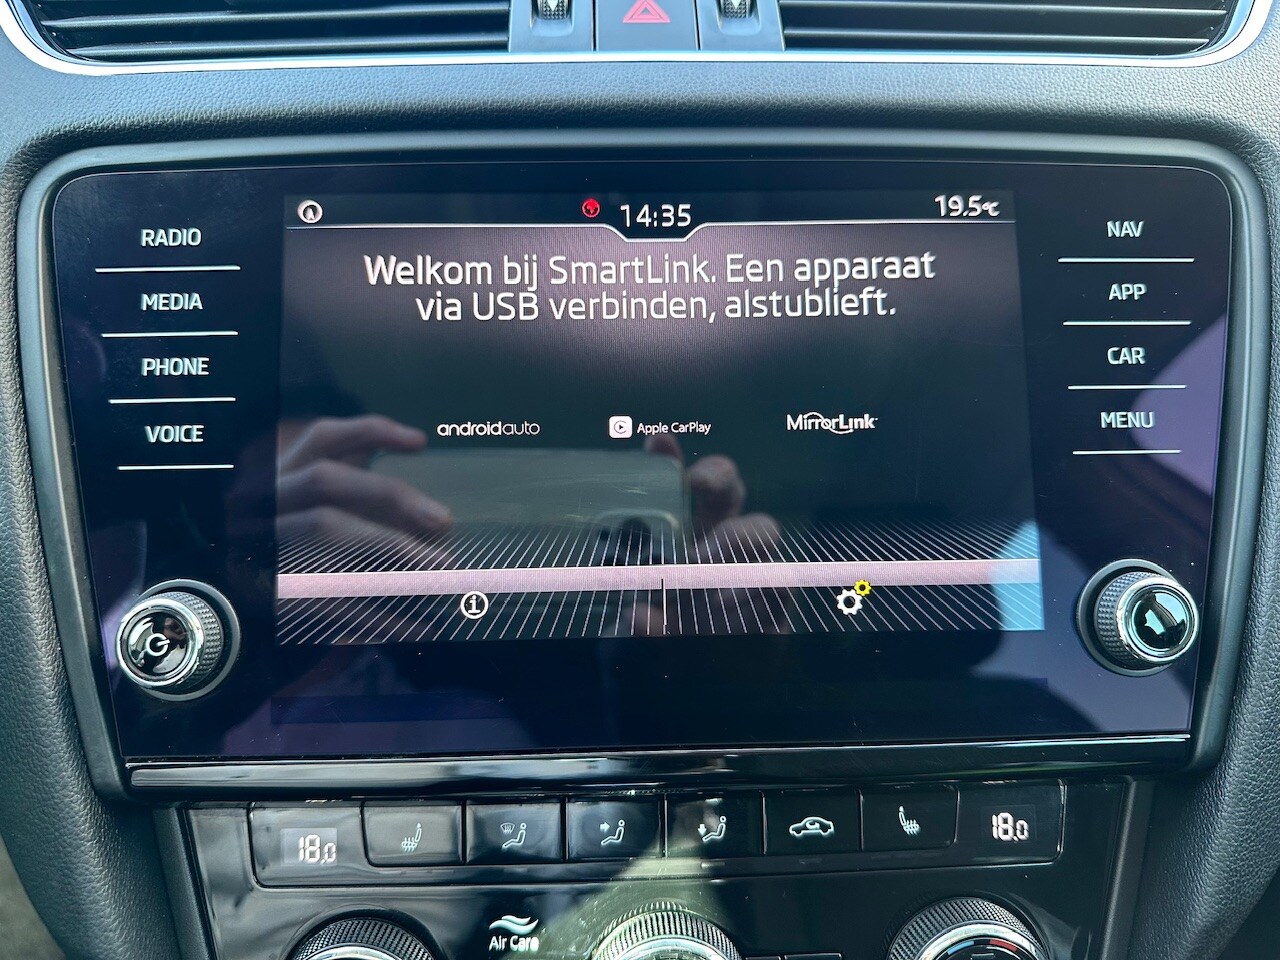 14:35
19.5°C
RADIO
MEDIA
PHONE
VOICE
Welkom bij SmartLink. Een apparaat
via USB verbinden, alstublieft.
androidauto
Apple CarPlay
MirrorLink
NAV
APP
CAR
MENU
18.0
18.0
Air Care